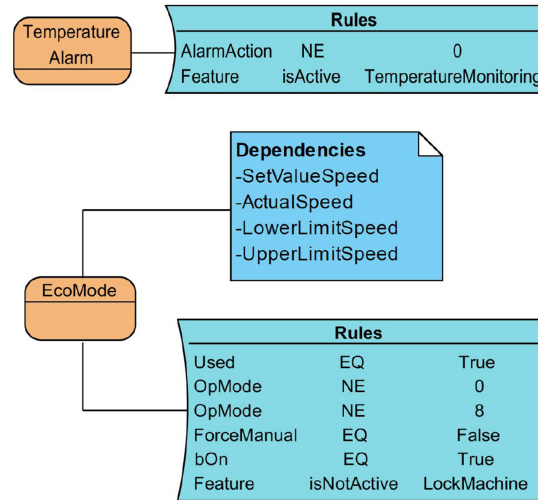 Temperature
Alarm
Rules
AlarmAction NE 0
Feature isActive TemperatureMonitoring
Dependencies
-SetValueSpeed
-ActualSpeed
-LowerLimitSpeed
-UpperLimitSpeed
EcoMode
Rules
Used EQ True
OpMode NE 0
OpMode NE 8
ForceManual EQ False
bOn EQ True
Feature isNotActive LockMachine